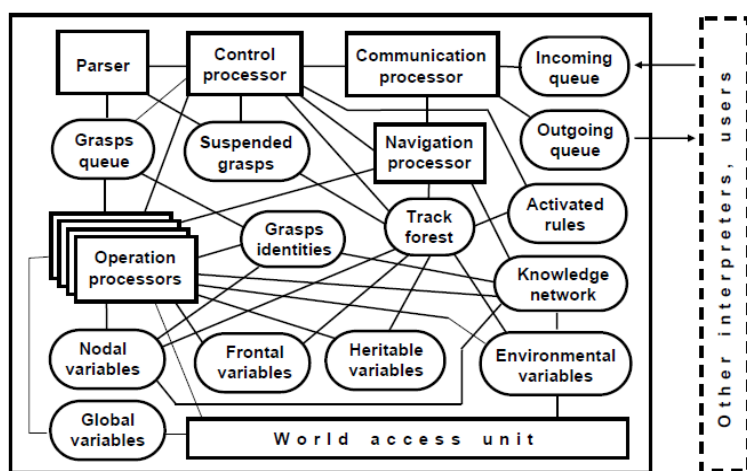 Parser
Control
processor
Communication
processor
Incoming
queue
Grasps
queue
Suspended
grasps
Navigation
processor
Outgoing
queue
Operation
processors
Grasps
identities
Track
forest
Activated
rules
Knowledge
network
Nodal
variables
Frontal
variables
Heritable
variables
Environmental
variables
Global
variables
World access unit
Other interpreters, users